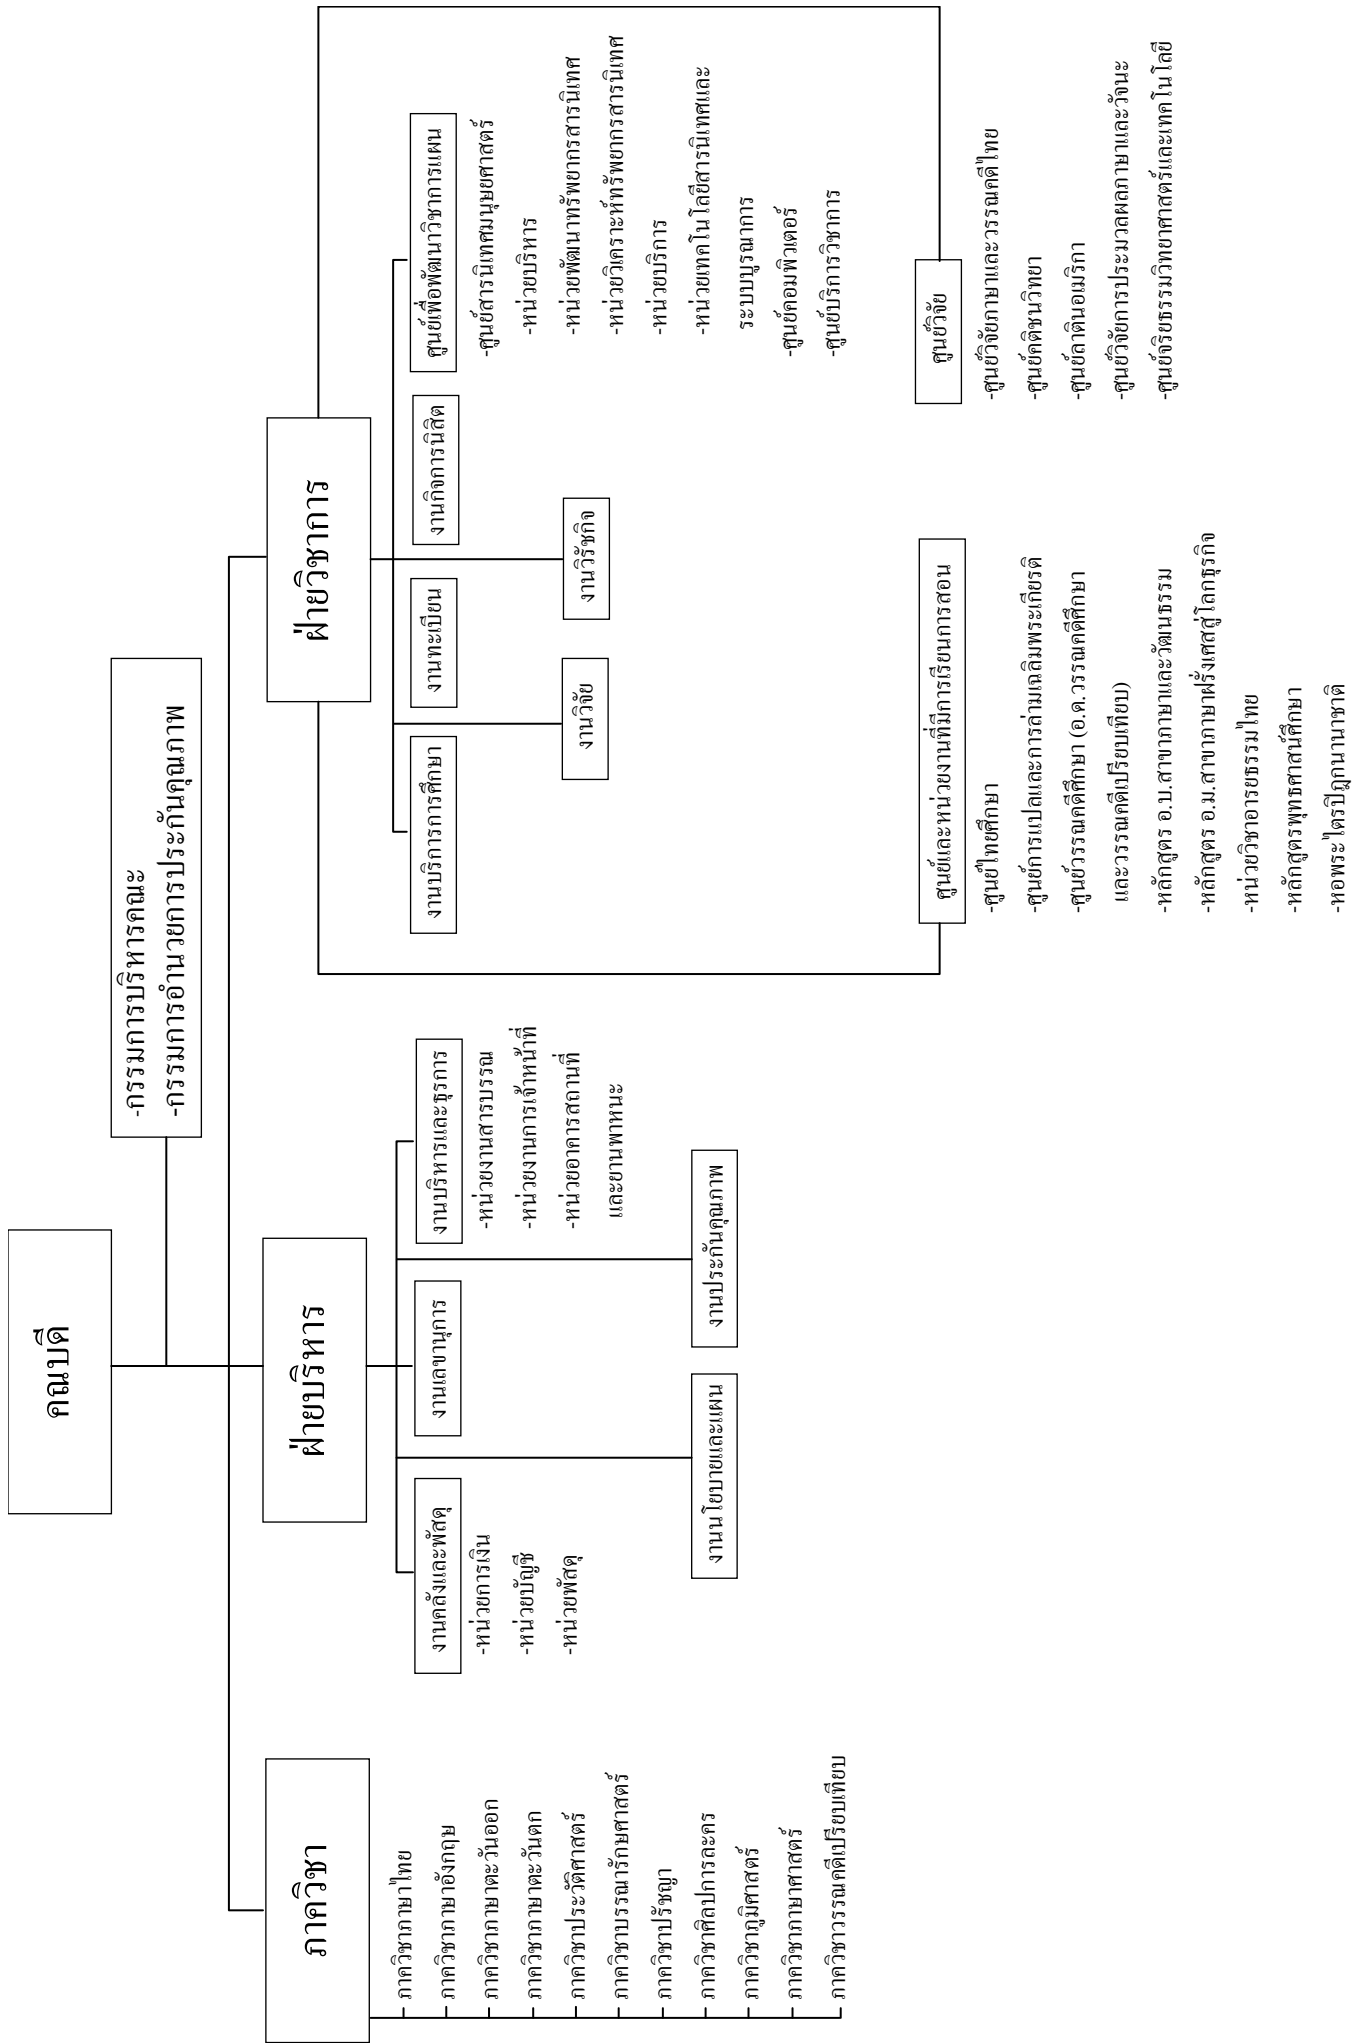 คณบดี
-กรรมการบริหารคณะ
-กรรมการอำนวยการประกันคุณภาพ
ภาควิชา
ภาควิชาภาษาไทย
ภาควิชาภาษาอังกฤษ
ภาควิชาภาษาตะวันออก
ภาควิชาภาษาตะวันตก
ภาควิชาประวัติศาสตร์
ภาควิชาบรรณารักษศาสตร์
ภาควิชาปรัชญา
ภาควิชาศิลปการละคร
ภาควิชาภูมิศาสตร์
ภาควิชาภาษาศาสตร์
ภาควิชาวรรณคดีเปรียบเทียบ
ฝ่ายบริหาร
งานคลังและพัสดุ
-หน่วยการเงิน
-หน่วยบัญชี
-หน่วยพัสดุ
งานเลขานุการ
งานบริหารและธุรการ
-หน่วยงานสารบรรณ
-หน่วยงานการเจ้าหน้าที่
-หน่วยอาคารสถานที่
และยานพาหนะ
งานนโยบายและแผน
งานประกันคุณภาพ
ฝ่ายวิชาการ
งานบริการการศึกษา
งานทะเบียน
งานกิจการนิสิต
ศูนย์เพื่อพัฒนาวิชาการแผน
-ศูนย์สารนิเทศมนุษยศาสตร์
-หน่วยบริหาร
-หน่วยพัฒนาทรัพยากรสารนิเทศ
-หน่วยวิเคราะห์ทรัพยากรสารนิเทศ
-หน่วยบริการ
-หน่วยเทคโนโลยีสารนิเทศและ
ระบบบูรณาการ
-ศูนย์คอมพิวเตอร์
-ศูนย์บริการวิชาการ
งานวิจัย
งานวิรัชกิจ
ศูนย์และหน่วยงานที่มีการเรียนการสอน
-ศูนย์ไทยศึกษา
-ศูนย์การแปลและการล่ามเฉลิมพระเกียรติ
-ศูนย์วรรณคดีศึกษา (อ.ด.วรรณคดีศึกษา
และวรรณคดีเปรียบเทียบ)
-หลักสูตร อ.บ.สาขาภาษาและวัฒนธรรม
-หลักสูตร อ.ม.สาขาภาษาฝรั่งเศสสู่โลกธุรกิจ
-หน่วยวิชาอารยธรรมไทย
-หลักสูตรพุทธศาสน์ศึกษา
-หอพระไตรปิฎกนานาชาติ
ศูนย์วิจัย
-ศูนย์วิจัยภาษาและวรรณคดีไทย
-ศูนย์คติชนวิทยา
-ศูนย์ลาตินอเมริกา
-ศูนย์วิจัยการประมวลผลภาษาและวัจนะ
-ศูนย์จริยธรรมวิทยาศาสตร์และเทคโนโลยี